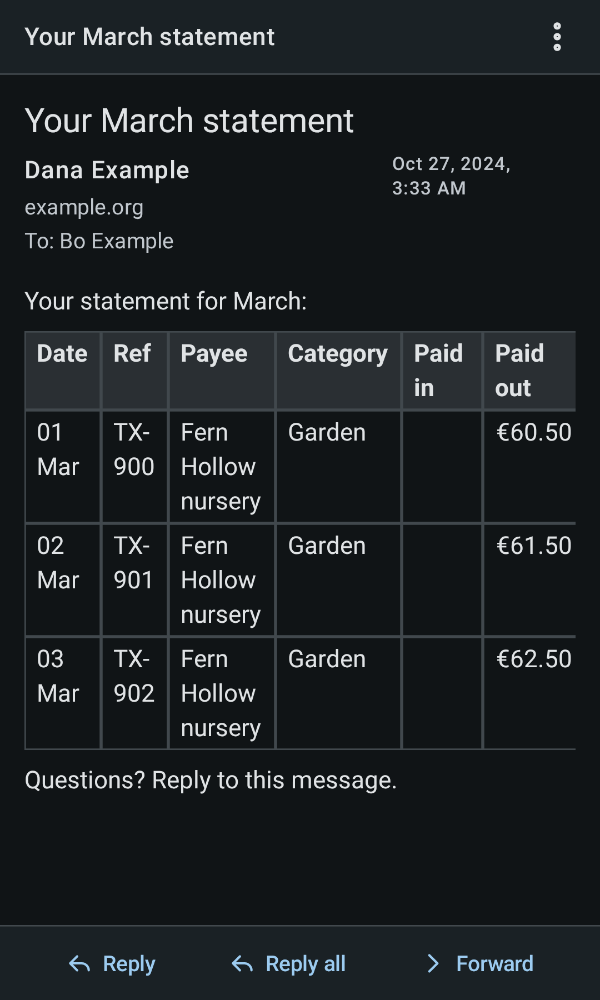 Your March statement
Your March statement
Dana Example
Oct 27, 2024,
3:33 AM
example.org
To: Bo Example
Your statement for March:
Date Ref Payee Category Paid in Paid out
01 Mar TX-900 Fern Hollow nursery Garden €60.50
02 Mar TX-901 Fern Hollow nursery Garden €61.50
03 Mar TX-902 Fern Hollow nursery Garden €62.50
Questions? Reply to this message.
Reply Reply all Forward